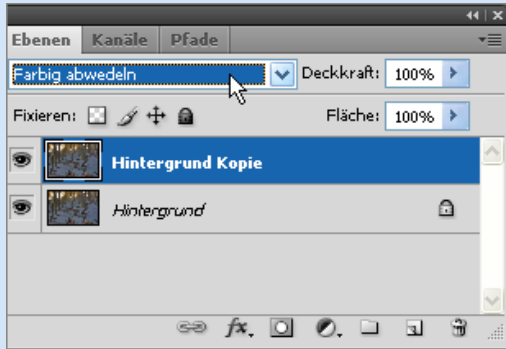 Ebenen Kanäle Pfade
Farbig abwedeln Deckkraft: 100%
Fixieren: Fläche: 100%
Hintergrund Kopie
Hintergrund
fx.